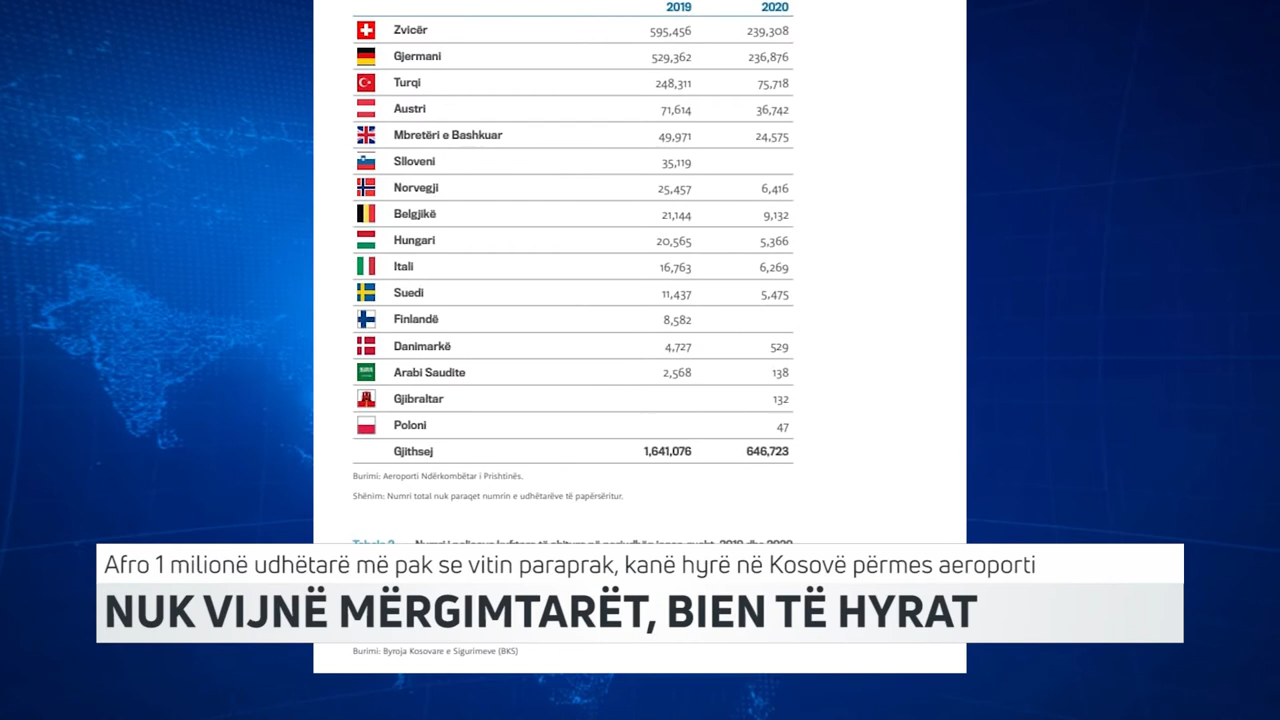 2019 2020
Zvicër 595,456 239,308
Gjermani 529,362 236,876
Turqi 248,311 75,718
Austri 71,614 36,742
Mbretëri e Bashkuar 49,971 24,575
Slloveni 35,119
Norvegji 25,457 6,416
Belgjikë 21,144 9,132
Hungari 20,565 5,366
Itali 16,763 6,269
Suedi 11,437 5,475
Finlandë 8,582
Danimarkë 4,727 529
Arabi Saudite 2,568 138
Gjibraltar 132
Poloni 47
Gjithsej 1,641,076 646,723
Burimi: Aeroporti Ndërkombëtar i Prishtinës.
Shënim: Numri total nuk paraqet numrin e udhëtarëve të papërsëritur.
Afro 1 milionë udhëtarë më pak se vitin paraprak, kanë hyrë në Kosovë përmes aeroporti
NUK VIJNË MËRGIMTARËT, BIEN TË HYRAT
Burimi: Byroja Kosovare e Sigurimeve (BKS)